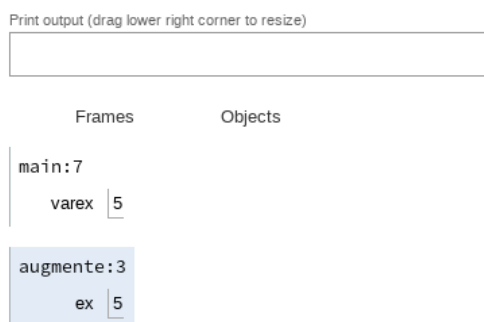 Print output (drag lower right corner to resize)
Frames Objects
main:7
varex 5
augmente:3
ex 5